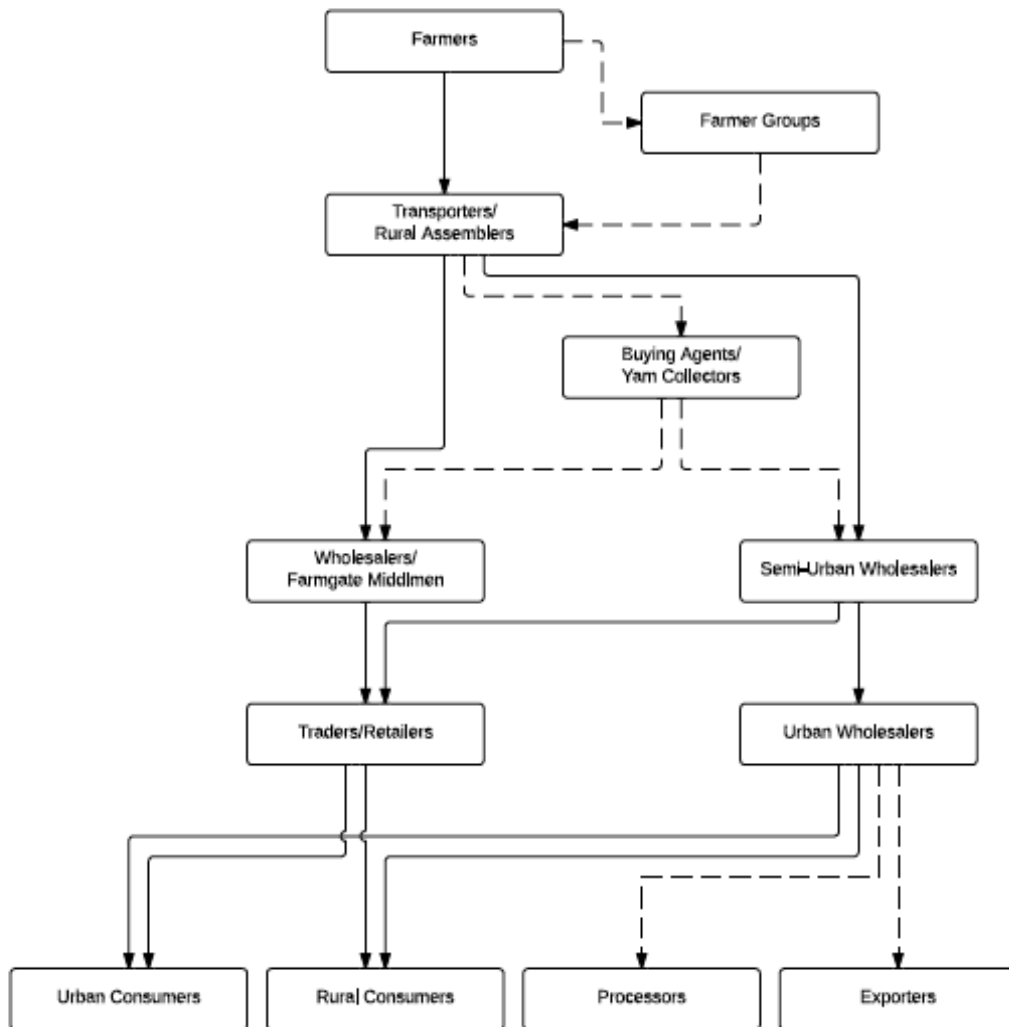 Farmers
Farmer Groups
Transporters/
Rural Assemblers
Buying Agents/
Yam Collectors
Wholesalers/
Farmgate Middlmen
Semi-Urban Wholesalers
Traders/Retailers
Urban Wholesalers
Urban Consumers
Rural Consumers
Processors
Exporters